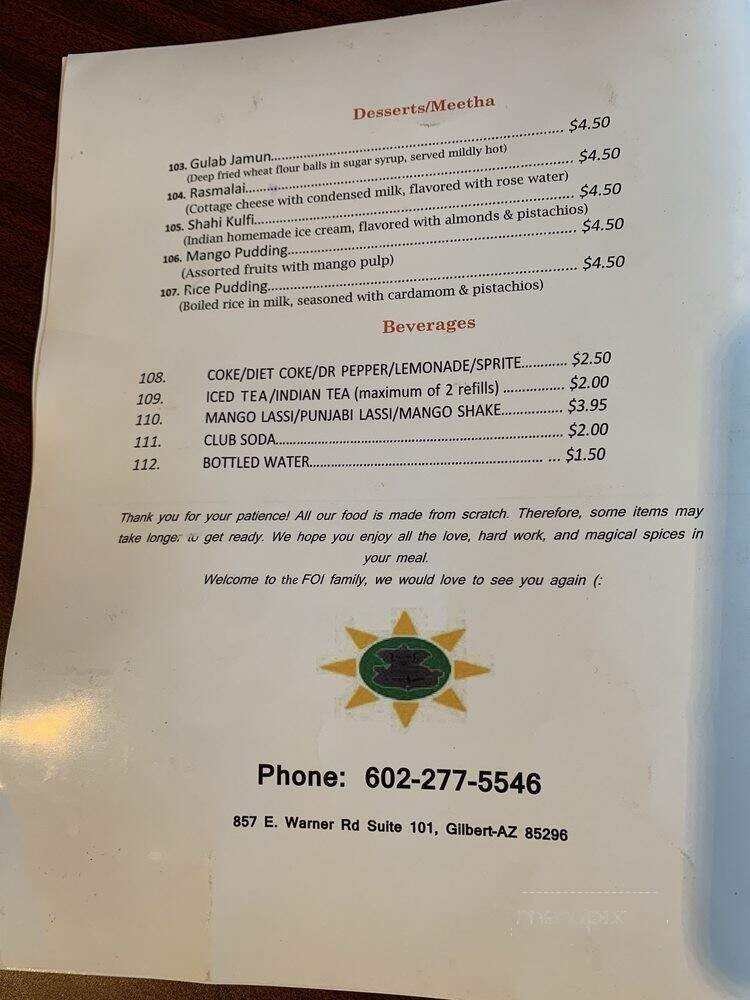 Desserts/Meetha
103. Gulab Jamun........................................................... $4.50
(Deep fried wheat flour balls in sugar syrup, served mildly hot)
104. Rasmalai................................................................ $4.50
(Cottage cheese with condensed milk, flavored with rose water)
105. Shahi Kulfi.............................................................. $4.50
(Indian homemade ice cream, flavored with almonds & pistachios)
106. Mango Pudding........................................................ $4.50
(Assorted fruits with mango pulp)
107. Rice Pudding........................................................... $4.50
(Boiled rice in milk, seasoned with cardamom & pistachios)
Beverages
108. COKE/DIET COKE/DR PEPPER/LEMONADE/SPRITE............ $2.50
109. ICED TEA/INDIAN TEA (maximum of 2 refills) ................ $2.00
110. MANGO LASSI/PUNJABI LASSI/MANGO SHAKE................ $3.95
111. CLUB SODA.................................................................. $2.00
112. BOTTLED WATER...................................................... ... $1.50
Thank you for your patience! All our food is made from scratch. Therefore, some items may
take longer to get ready. We hope you enjoy all the love, hard work, and magical spices in
your meal.
Welcome to the FOI family, we would love to see you again (:
Phone: 602-277-5546
857 E. Warner Rd Suite 101, Gilbert-AZ 85296